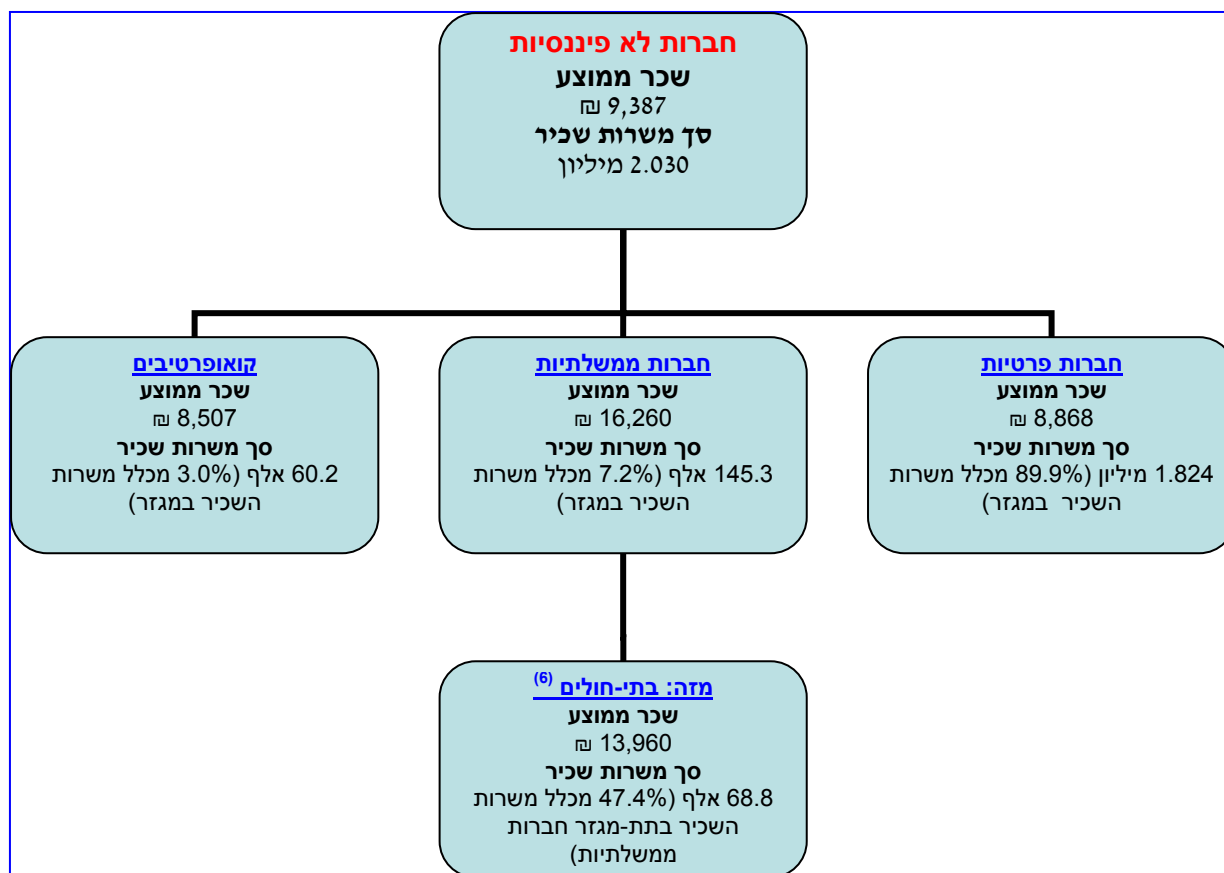 חברות לא פיננסיות
שכר ממוצע
9,387 ₪
סך משרות שכיר
2.030 מיליון
חברות פרטיות
שכר ממוצע
8,868 ₪
סך משרות שכיר
1.824 מיליון (89.9% מכלל משרות
השכיר במגזר)
חברות ממשלתיות
שכר ממוצע
16,260 ₪
סך משרות שכיר
145.3 אלף (7.2% מכלל משרות
השכיר במגזר)
קואופרטיבים
שכר ממוצע
8,507 ₪
סך משרות שכיר
60.2 אלף (3.0% מכלל משרות
השכיר במגזר)
מזה: בתי-חולים (6)
שכר ממוצע
13,960 ₪
סך משרות שכיר
68.8 אלף (47.4% מכלל משרות
השכיר בתת-מגזר חברות
ממשלתיות)